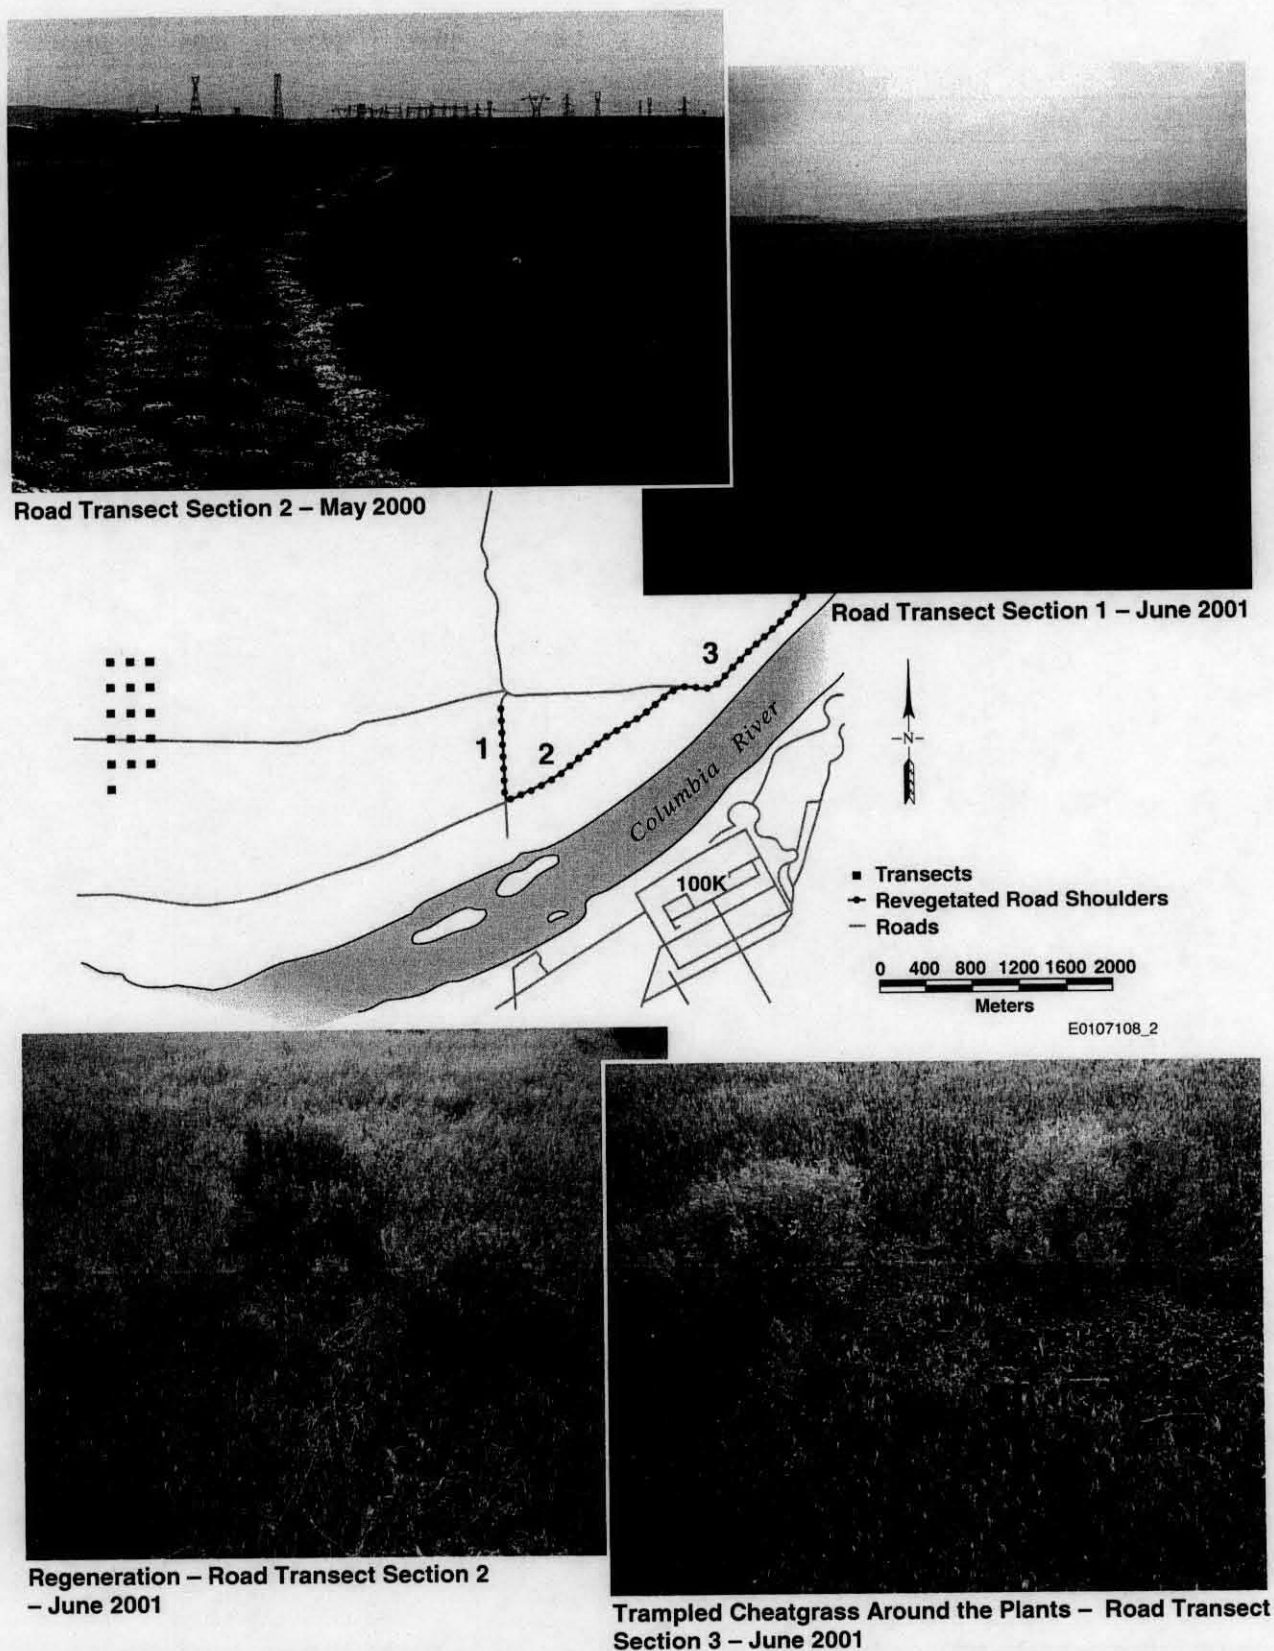 Road Transect Section 2 – May 2000
Road Transect Section 1 – June 2001
3
1
2
Columbia River
–N–
100K
Transects
Revegetated Road Shoulders
Roads
0 400 800 1200 1600 2000
Meters
E0107108_2
Regeneration – Road Transect Section 2
– June 2001
Trampled Cheatgrass Around the Plants – Road Transect
Section 3 – June 2001